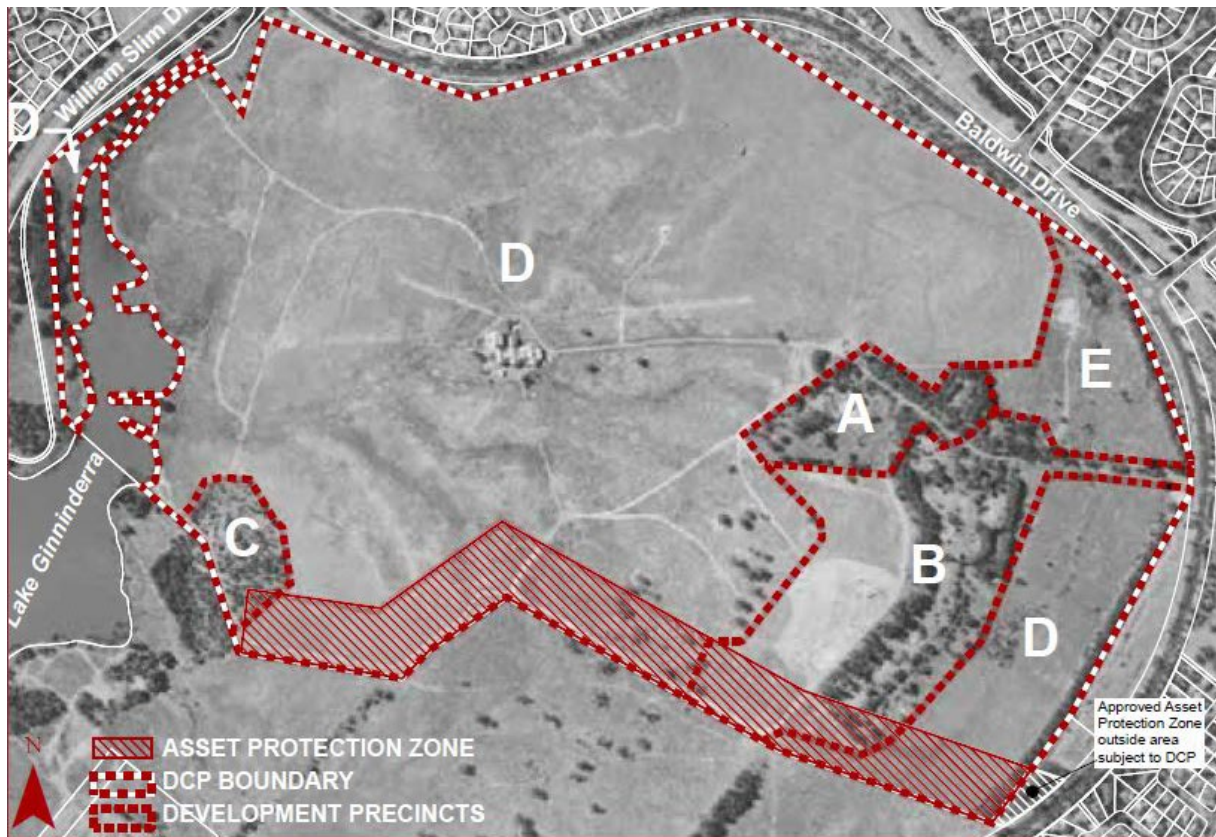 William Slim Dr
D
Baldwin Drive
D
E
A
C
B
D
Lake Ginninderra
Approved Asset
Protection Zone
outside area
subject to DCP
N
ASSET PROTECTION ZONE
DCP BOUNDARY
DEVELOPMENT PRECINCTS